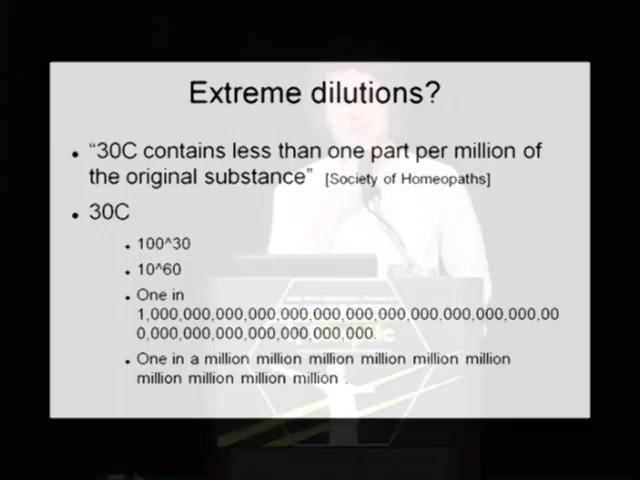 Extreme dilutions?
• “30C contains less than one part per million of
the original substance” [Society of Homeopaths]
• 30C
• 100^30
• 10^60
• One in
1,000,000,000,000,000,000,000,000,000,000,000,000,00
0,000,000,000,000,000,000,000.
• One in a million million million million million million
million million million million .